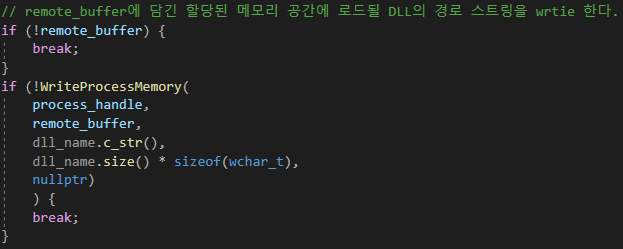 // remote_buffer에 담긴 할당된 메모리 공간에 로드될 DLL의 경로 스트링을 wrtie 한다.
if (!remote_buffer) {
    break;
}
if (!WriteProcessMemory(
    process_handle,
    remote_buffer,
    dll_name.c_str(),
    dll_name.size() * sizeof(wchar_t),
    nullptr)
    ) {
    break;
}